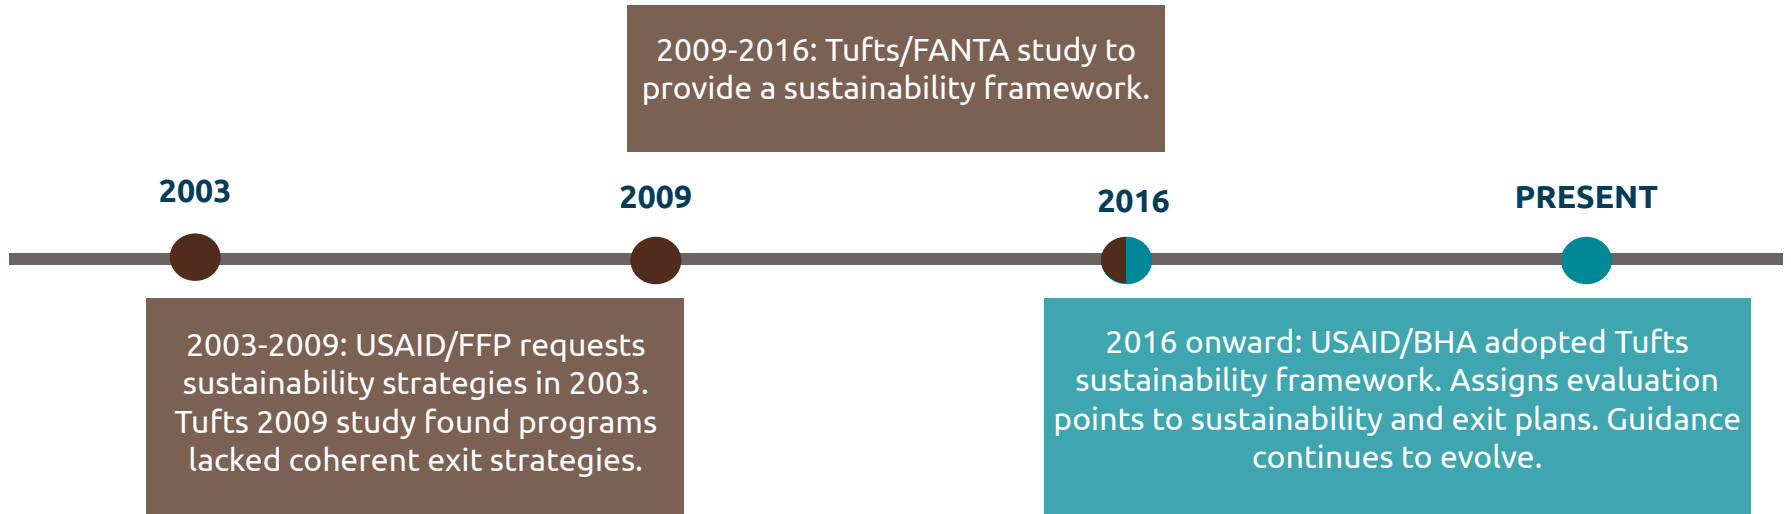 2009-2016: Tufts/FANTA study to
provide a sustainability framework.
2003
2009
2016
PRESENT
2003-2009: USAID/FFP requests
sustainability strategies in 2003.
Tufts 2009 study found programs
lacked coherent exit strategies.
2016 onward: USAID/BHA adopted Tufts
sustainability framework. Assigns evaluation
points to sustainability and exit plans. Guidance
continues to evolve.